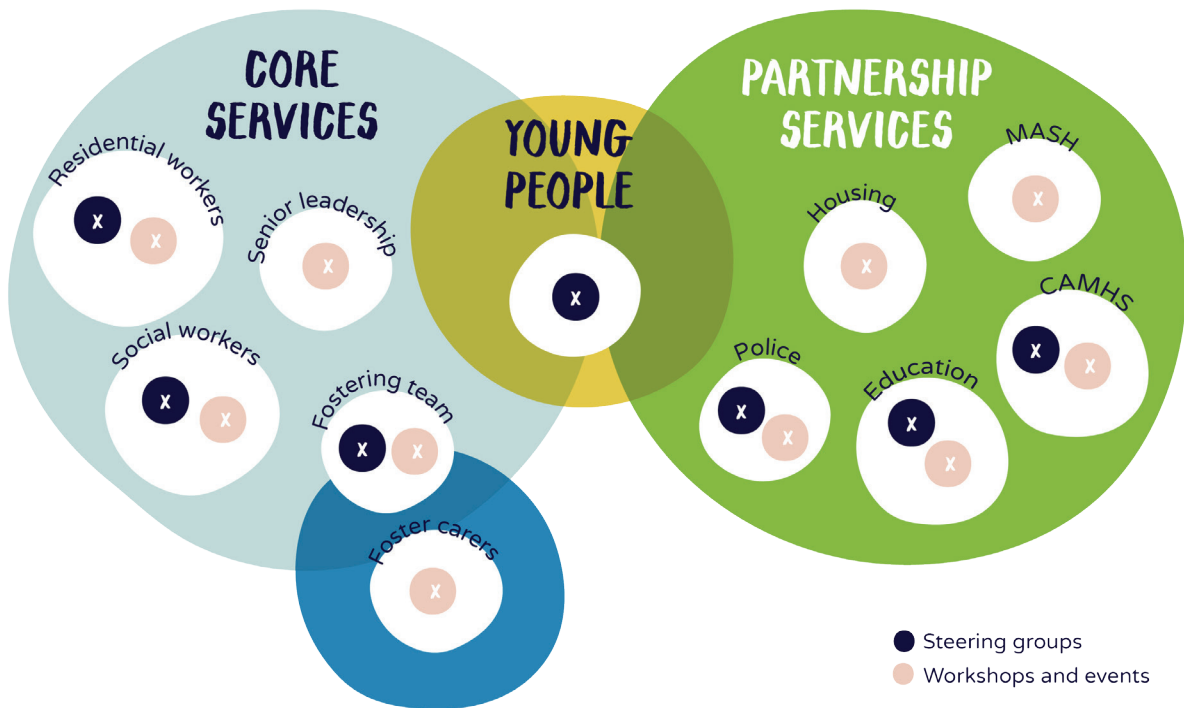 CORE
SERVICES
YOUNG
PEOPLE
PARTNERSHIP
SERVICES
Residential workers
X
X
Senior leadership
X
Social workers
X
X
Fostering team
X
X
Foster carers
X
X
MASH
X
Housing
X
CAMHS
X
X
Police
X
X
Education
X
X
Steering groups
Workshops and events